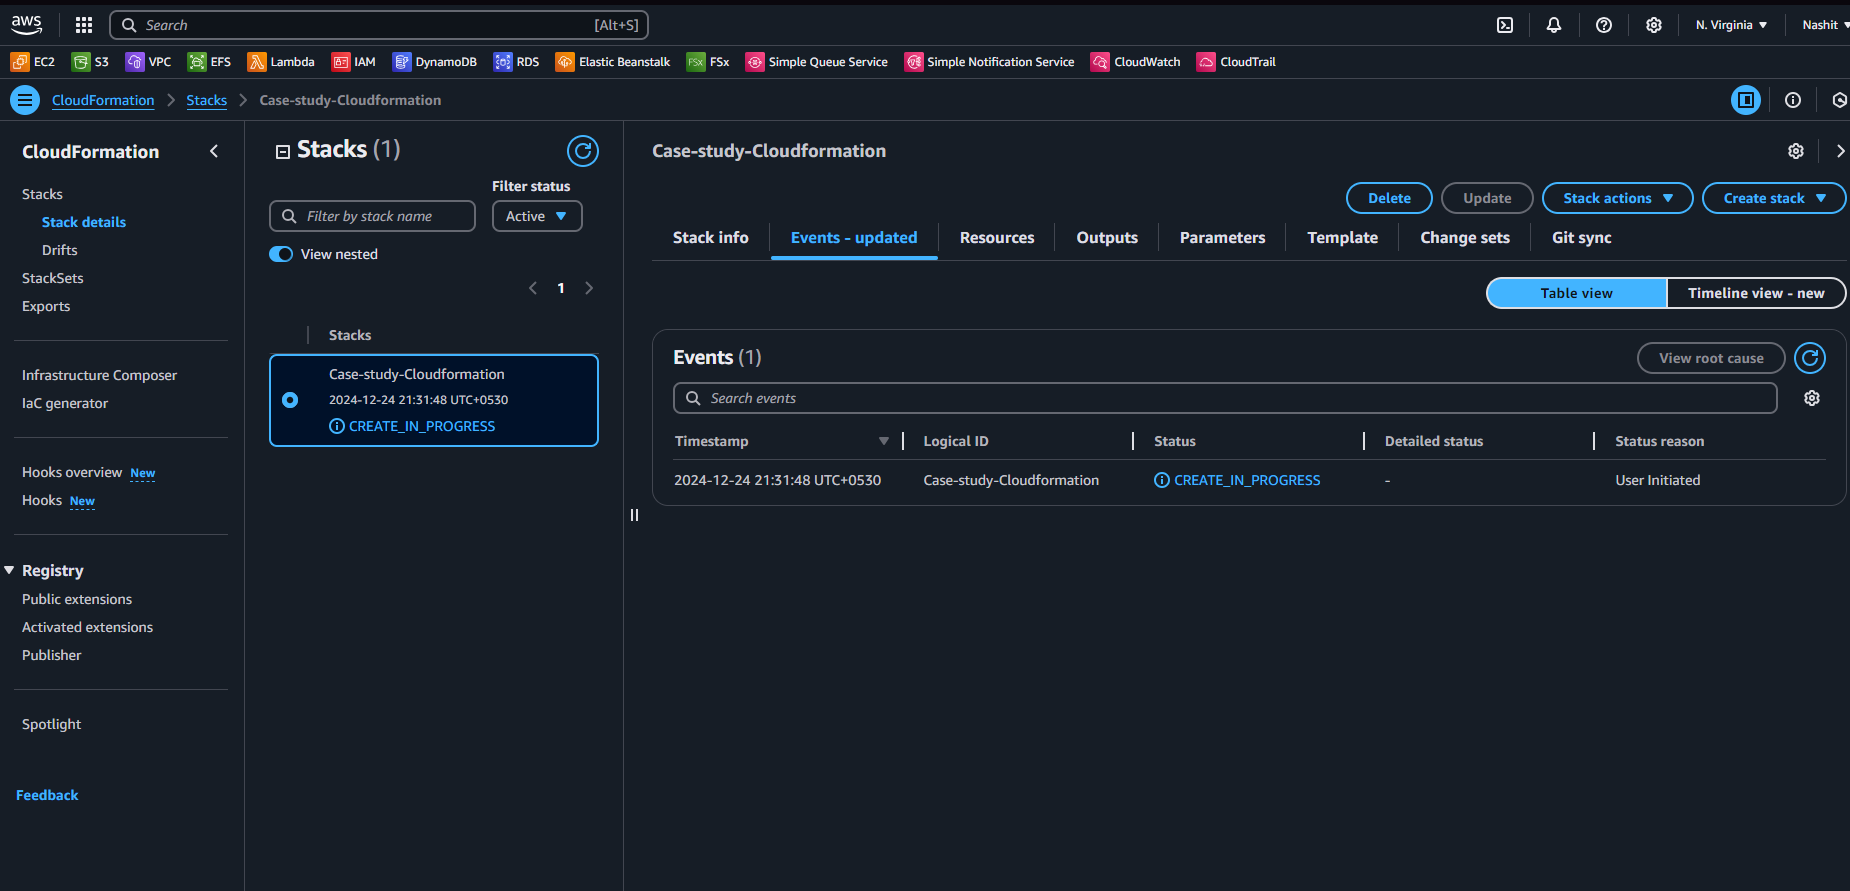 aws
Search [Alt+S]
N. Virginia
Nashit
EC2 S3 VPC EFS Lambda IAM DynamoDB RDS Elastic Beanstalk FSx Simple Queue Service Simple Notification Service CloudWatch CloudTrail
CloudFormation Stacks Case-study-Cloudformation
CloudFormation
Stacks
Stack details
Drifts
StackSets
Exports
Infrastructure Composer
IaC generator
Hooks overview New
Hooks New
Registry
Public extensions
Activated extensions
Publisher
Spotlight
Feedback
Stacks (1)
Filter status
Filter by stack name
Active
View nested
1
Stacks
Case-study-Cloudformation
2024-12-24 21:31:48 UTC+0530
CREATE_IN_PROGRESS
Case-study-Cloudformation
Delete Update Stack actions Create stack
Stack info Events - updated Resources Outputs Parameters Template Change sets Git sync
Table view Timeline view - new
Events (1)
View root cause
Search events
Timestamp Logical ID Status Detailed status Status reason
2024-12-24 21:31:48 UTC+0530 Case-study-Cloudformation CREATE_IN_PROGRESS - User Initiated